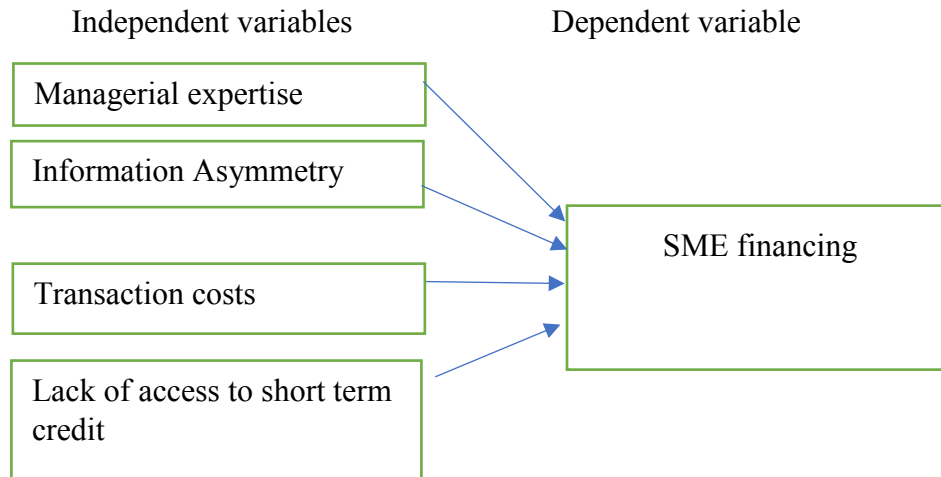 Independent variables
Dependent variable
Managerial expertise
Information Asymmetry
SME financing
Transaction costs
Lack of access to short term
credit